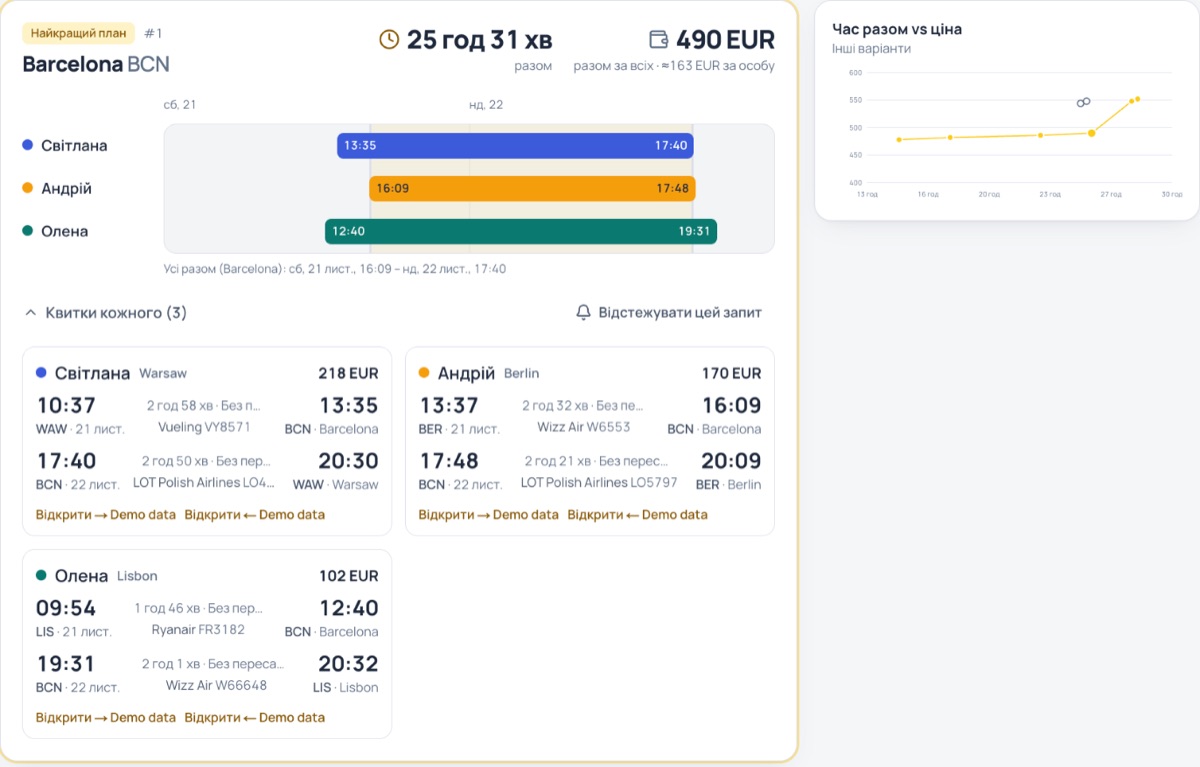 Найкращий план #1
Barcelona BCN
25 год 31 хв
разом
490 EUR
разом за всіх · ≈163 EUR за особу
сб, 21
нд, 22
Світлана
13:35
17:40
Андрій
16:09
17:48
Олена
12:40
19:31
Усі разом (Barcelona): сб, 21 лист., 16:09 – нд, 22 лист., 17:40
Квитки кожного (3)
Відстежувати цей запит
Світлана Warsaw 218 EUR
10:37 2 год 58 хв · Без п... 13:35
WAW · 21 лист. Vueling VY8571 BCN · Barcelona
17:40 2 год 50 хв · Без пер... 20:30
BCN · 22 лист. LOT Polish Airlines LO4... WAW · Warsaw
Відкрити → Demo data Відкрити ← Demo data
Андрій Berlin 170 EUR
13:37 2 год 32 хв · Без пе... 16:09
BER · 21 лист. Wizz Air W6553 BCN · Barcelona
17:48 2 год 21 хв · Без перес... 20:09
BCN · 22 лист. LOT Polish Airlines LO5797 BER · Berlin
Відкрити → Demo data Відкрити ← Demo data
Олена Lisbon 102 EUR
09:54 1 год 46 хв · Без пер... 12:40
LIS · 21 лист. Ryanair FR3182 BCN · Barcelona
19:31 2 год 1 хв · Без переса... 20:32
BCN · 22 лист. Wizz Air W66648 LIS · Lisbon
Відкрити → Demo data Відкрити ← Demo data
Час разом vs ціна
Інші варіанти
600
550
500
450
400
13 год 16 год 20 год 23 год 27 год 30 год